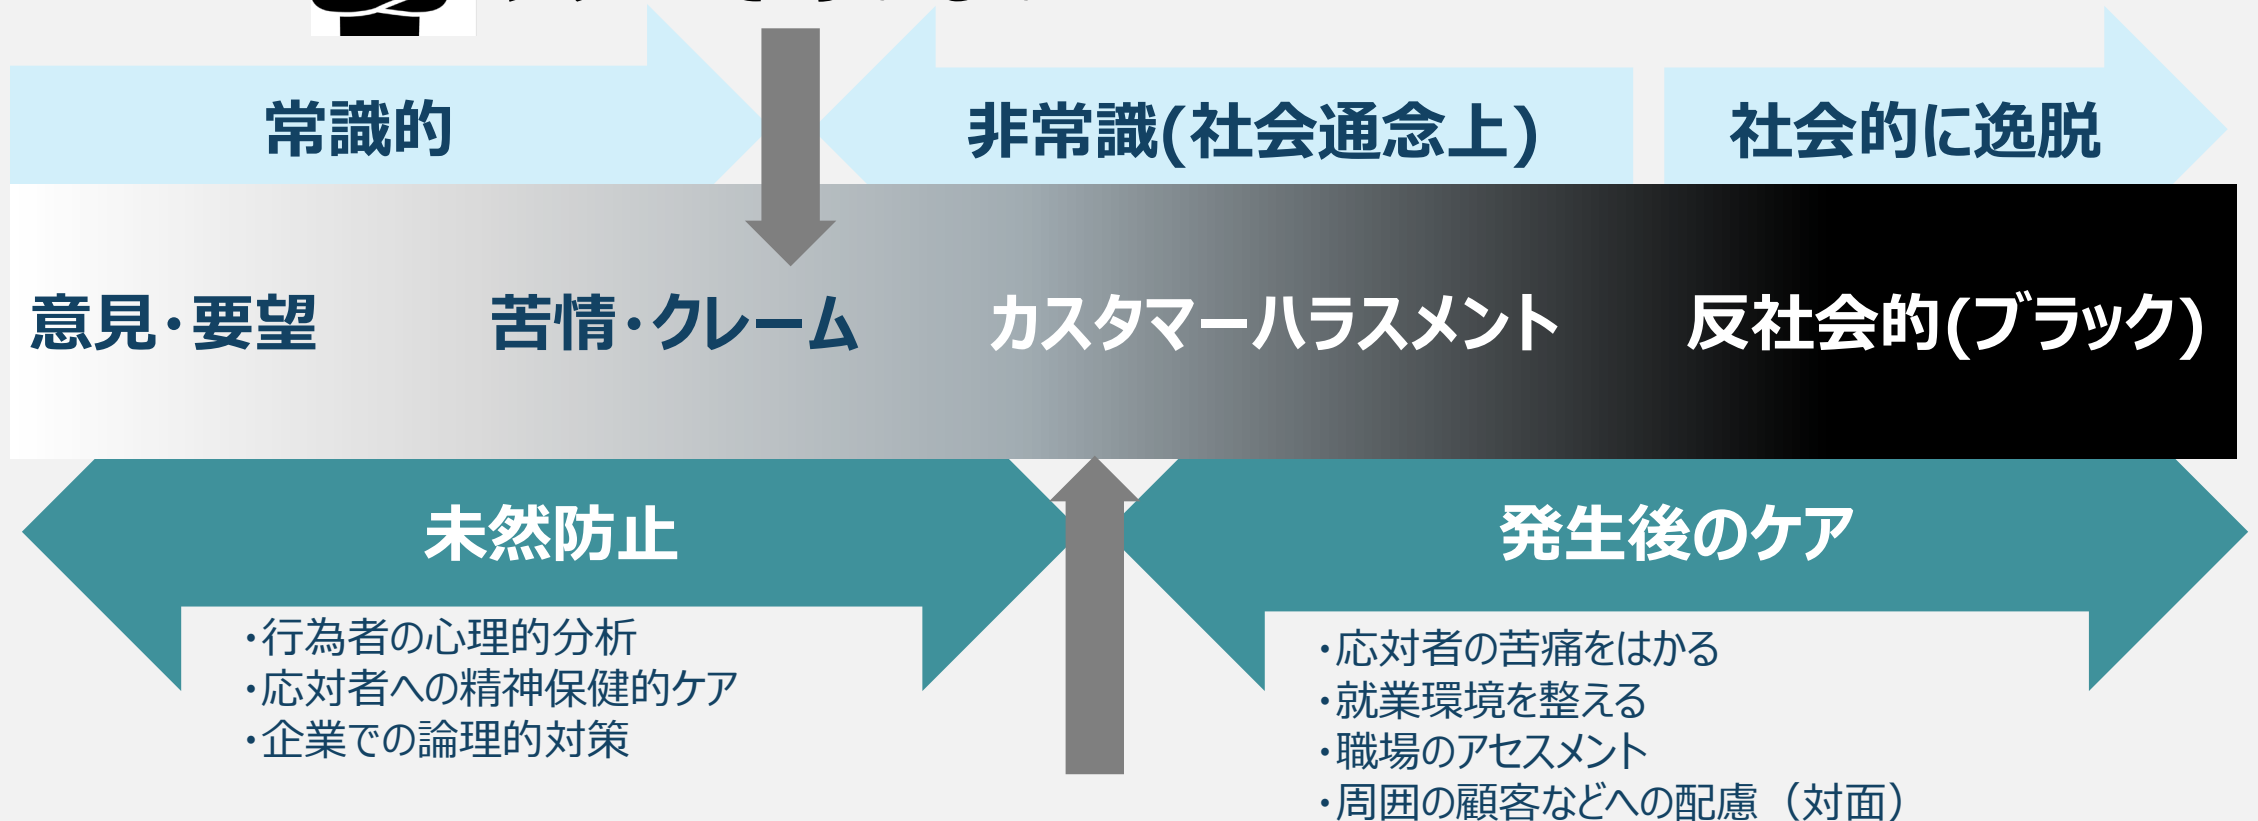 常識的
非常識(社会通念上)
社会的に逸脱
意見・要望
苦情・クレーム
カスタマーハラスメント
反社会的(ブラック)
未然防止
発生後のケア
・行為者の心理的分析
・応対者への精神保健的ケア
・企業での論理的対策
・応対者の苦痛をはかる
・就業環境を整える
・職場のアセスメント
・周囲の顧客などへの配慮（対面）